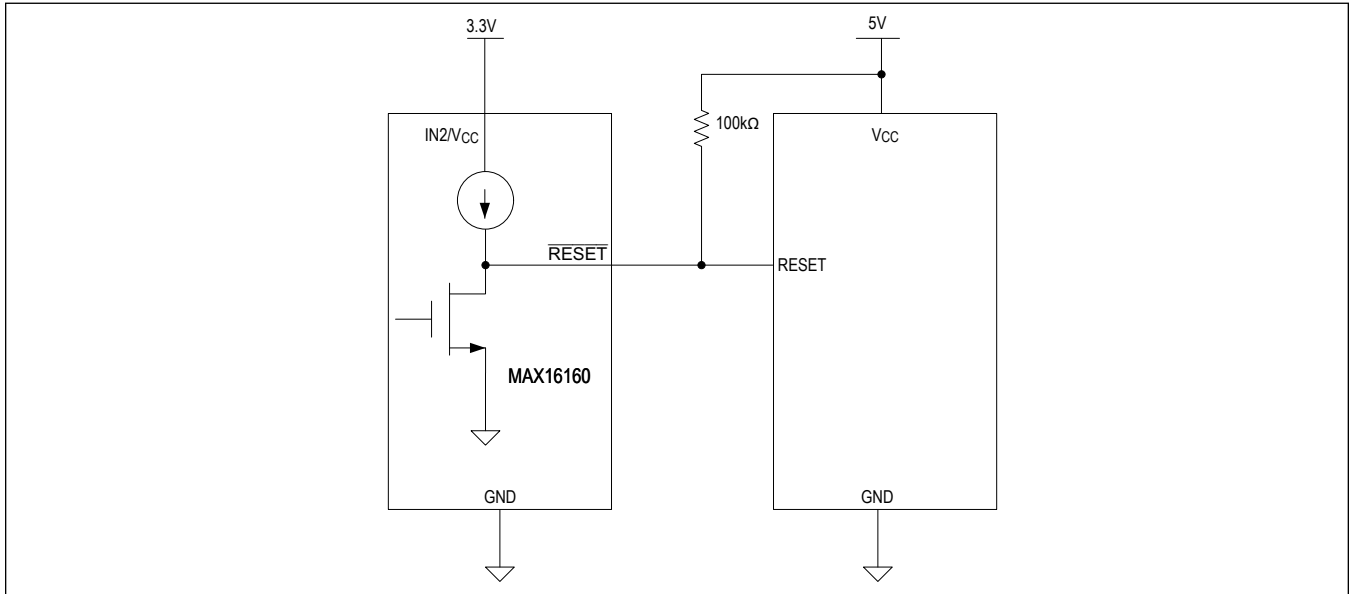 3.3V
5V
100kΩ
IN2/VCC
VCC
RESET
RESET
MAX16160
GND
GND